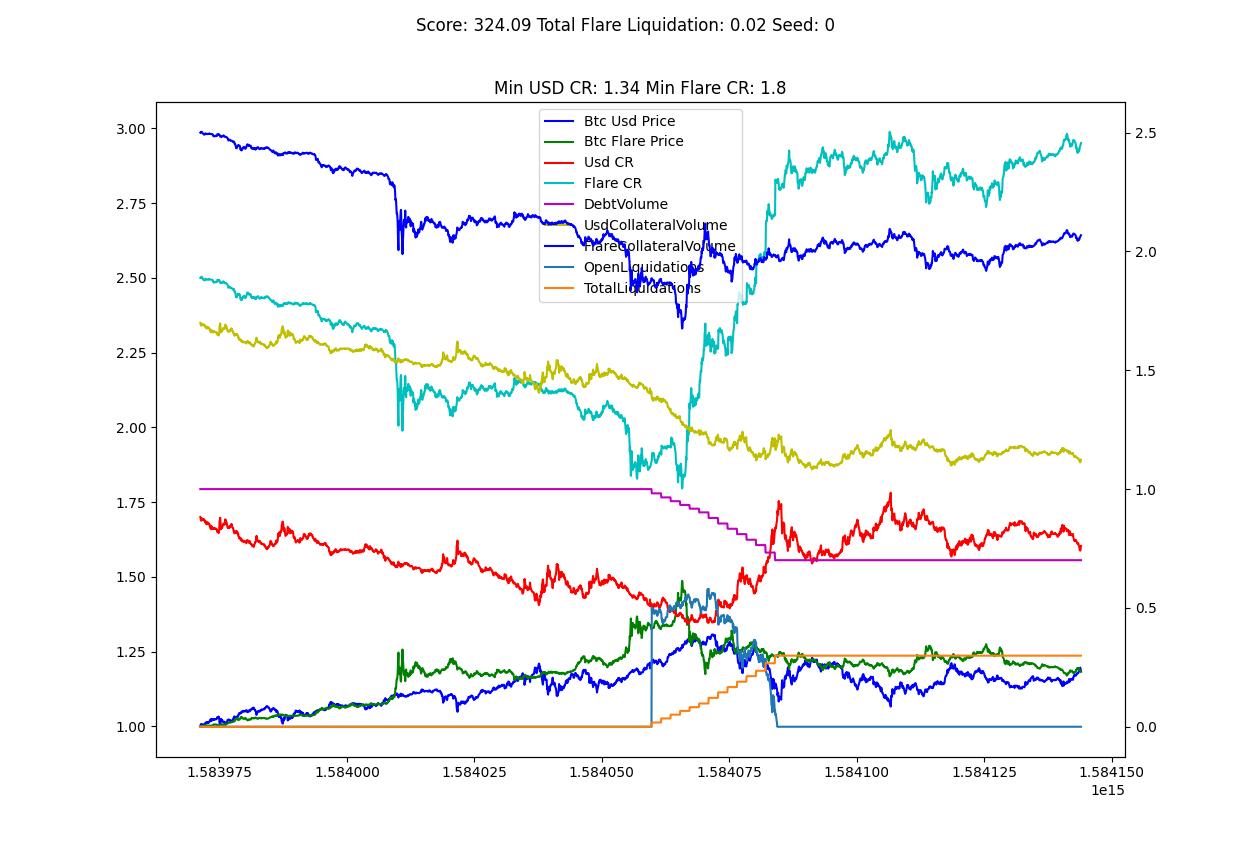 Score: 324.09 Total Flare Liquidation: 0.02 Seed: 0
Min USD CR: 1.34 Min Flare CR: 1.8
Btc Usd Price
Btc Flare Price
Usd CR
Flare CR
DebtVolume
UsdCollateralVolume
FlareCollateralVolume
OpenLiquidations
TotalLiquidations
3.00
2.75
2.50
2.25
2.00
1.75
1.50
1.25
1.00
2.5
2.0
1.5
1.0
0.5
0.0
1.583975 1.584000 1.584025 1.584050 1.584075 1.584100 1.584125 1.584150
1e15